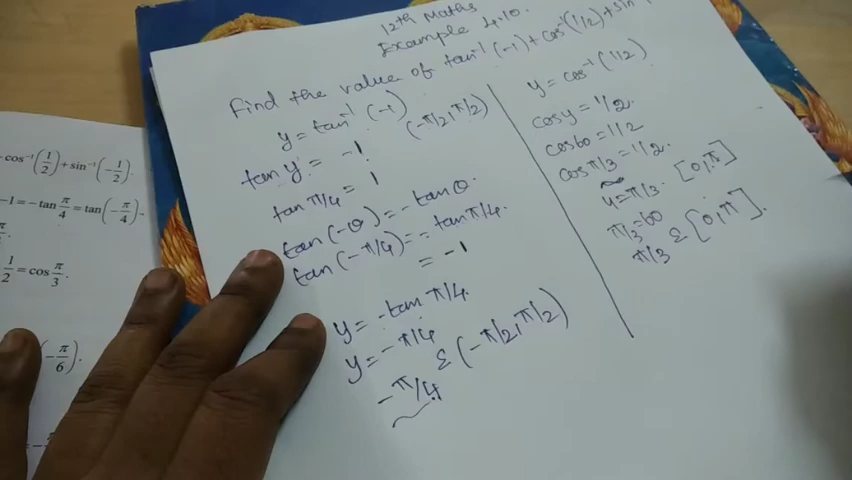 12th Maths
Example 4.10.
Find the value of tan⁻¹(-1) + cos⁻¹(1/2) + sin⁻¹
y = tan⁻¹(-1)
(-π/2, π/2)
tan y = -1.
tan π/4 = 1
tan(-θ) = -tan θ.
tan(-π/4) = -tan π/4.
= -1
y = -tan π/4.
y = -π/4
-π/4 Σ (-π/2, π/2)
y = cos⁻¹(1/2)
cos y = 1/2.
cos 60 = 1/2
cos π/3 = 1/2.
y = π/3. [0, π]
π/3 = 60
π/3 Σ [0, π].
cos⁻¹(1/2) + sin⁻¹(-1/2)
-1 = -tan π/4 = tan(-π/4).
1/2 = cos π/3.
(-π/6).